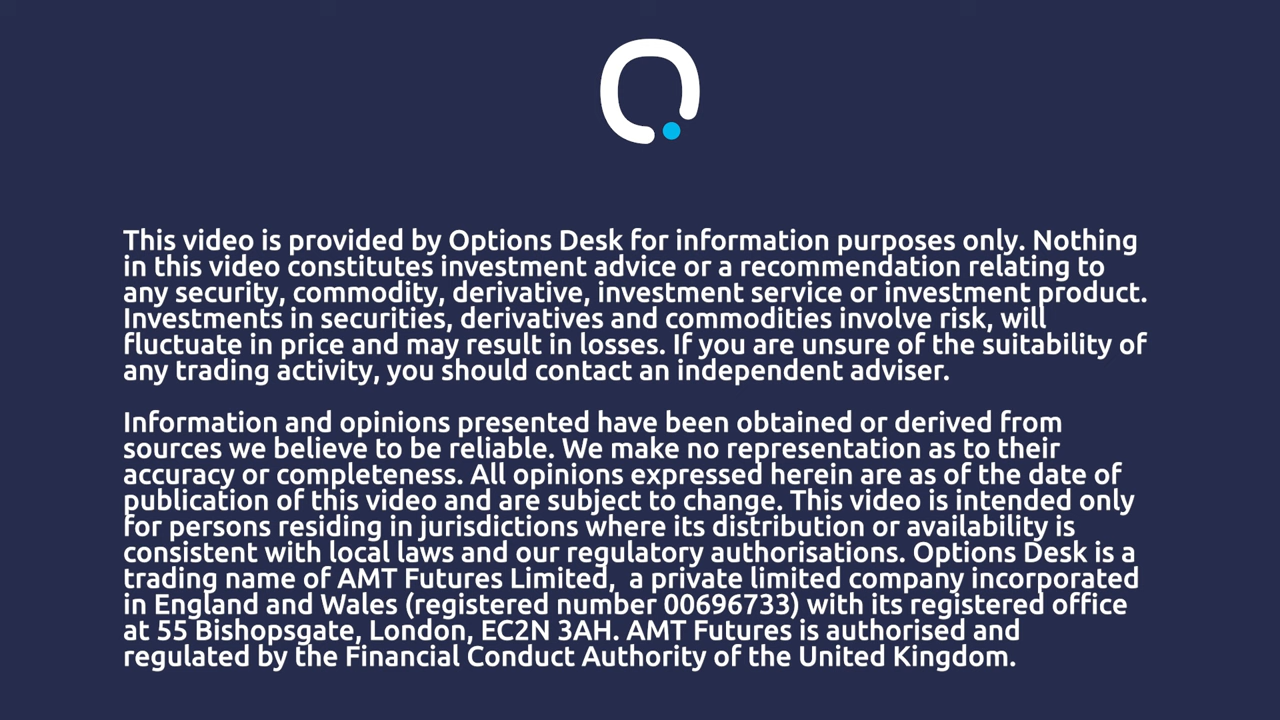 This video is provided by Options Desk for information purposes only. Nothing
in this video constitutes investment advice or a recommendation relating to
any security, commodity, derivative, investment service or investment product.
Investments in securities, derivatives and commodities involve risk, will
fluctuate in price and may result in losses. If you are unsure of the suitability of
any trading activity, you should contact an independent adviser.
Information and opinions presented have been obtained or derived from
sources we believe to be reliable. We make no representation as to their
accuracy or completeness. All opinions expressed herein are as of the date of
publication of this video and are subject to change. This video is intended only
for persons residing in jurisdictions where its distribution or availability is
consistent with local laws and our regulatory authorisations. Options Desk is a
trading name of AMT Futures Limited,  a private limited company incorporated
in England and Wales (registered number 00696733) with its registered office
at 55 Bishopsgate, London, EC2N 3AH. AMT Futures is authorised and
regulated by the Financial Conduct Authority of the United Kingdom.